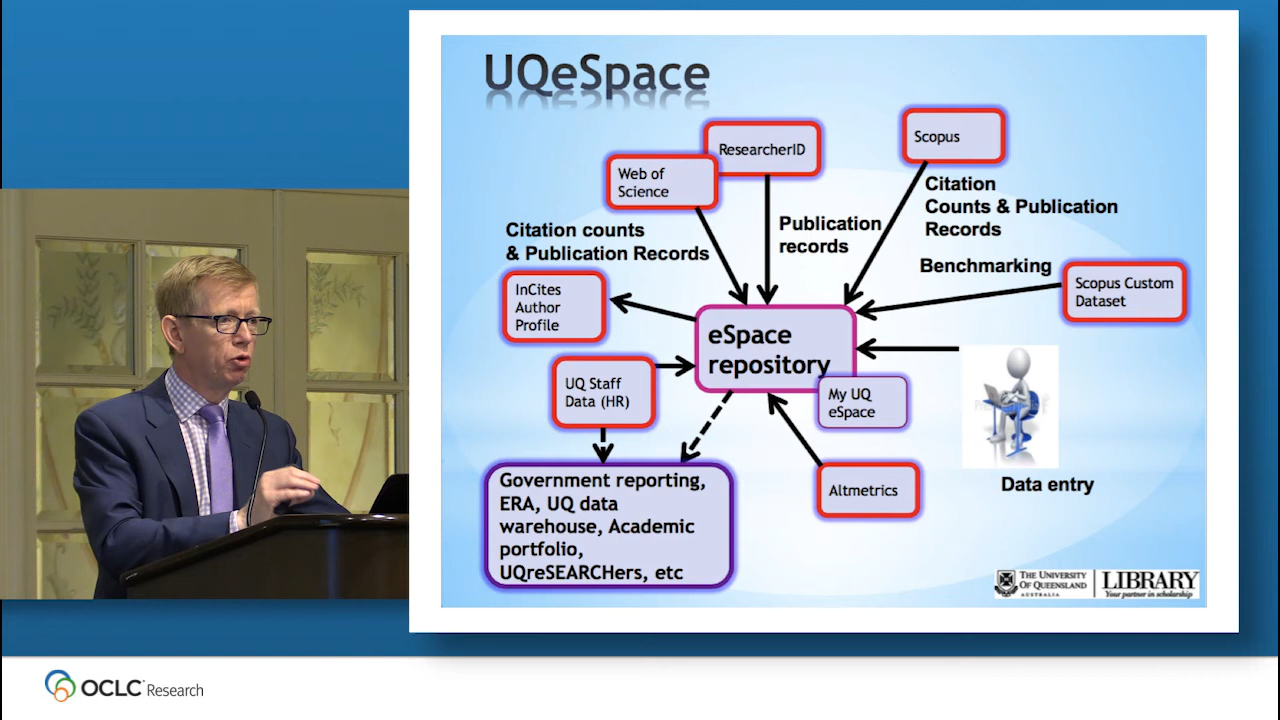 UQeSpace
ResearcherID
Scopus
Web of
Science
Citation
Counts & Publication
Records
Publication
records
Citation counts
& Publication Records
Benchmarking
InCites
Author
Profile
Scopus Custom
Dataset
eSpace
repository
UQ Staff
Data (HR)
My UQ
eSpace
Government reporting,
ERA, UQ data
warehouse, Academic
portfolio,
UQreSEARCHers, etc
Altmetrics
Data entry
THE UNIVERSITY
OF QUEENSLAND
AUSTRALIA
LIBRARY
Your partner in scholarship
OCLC Research